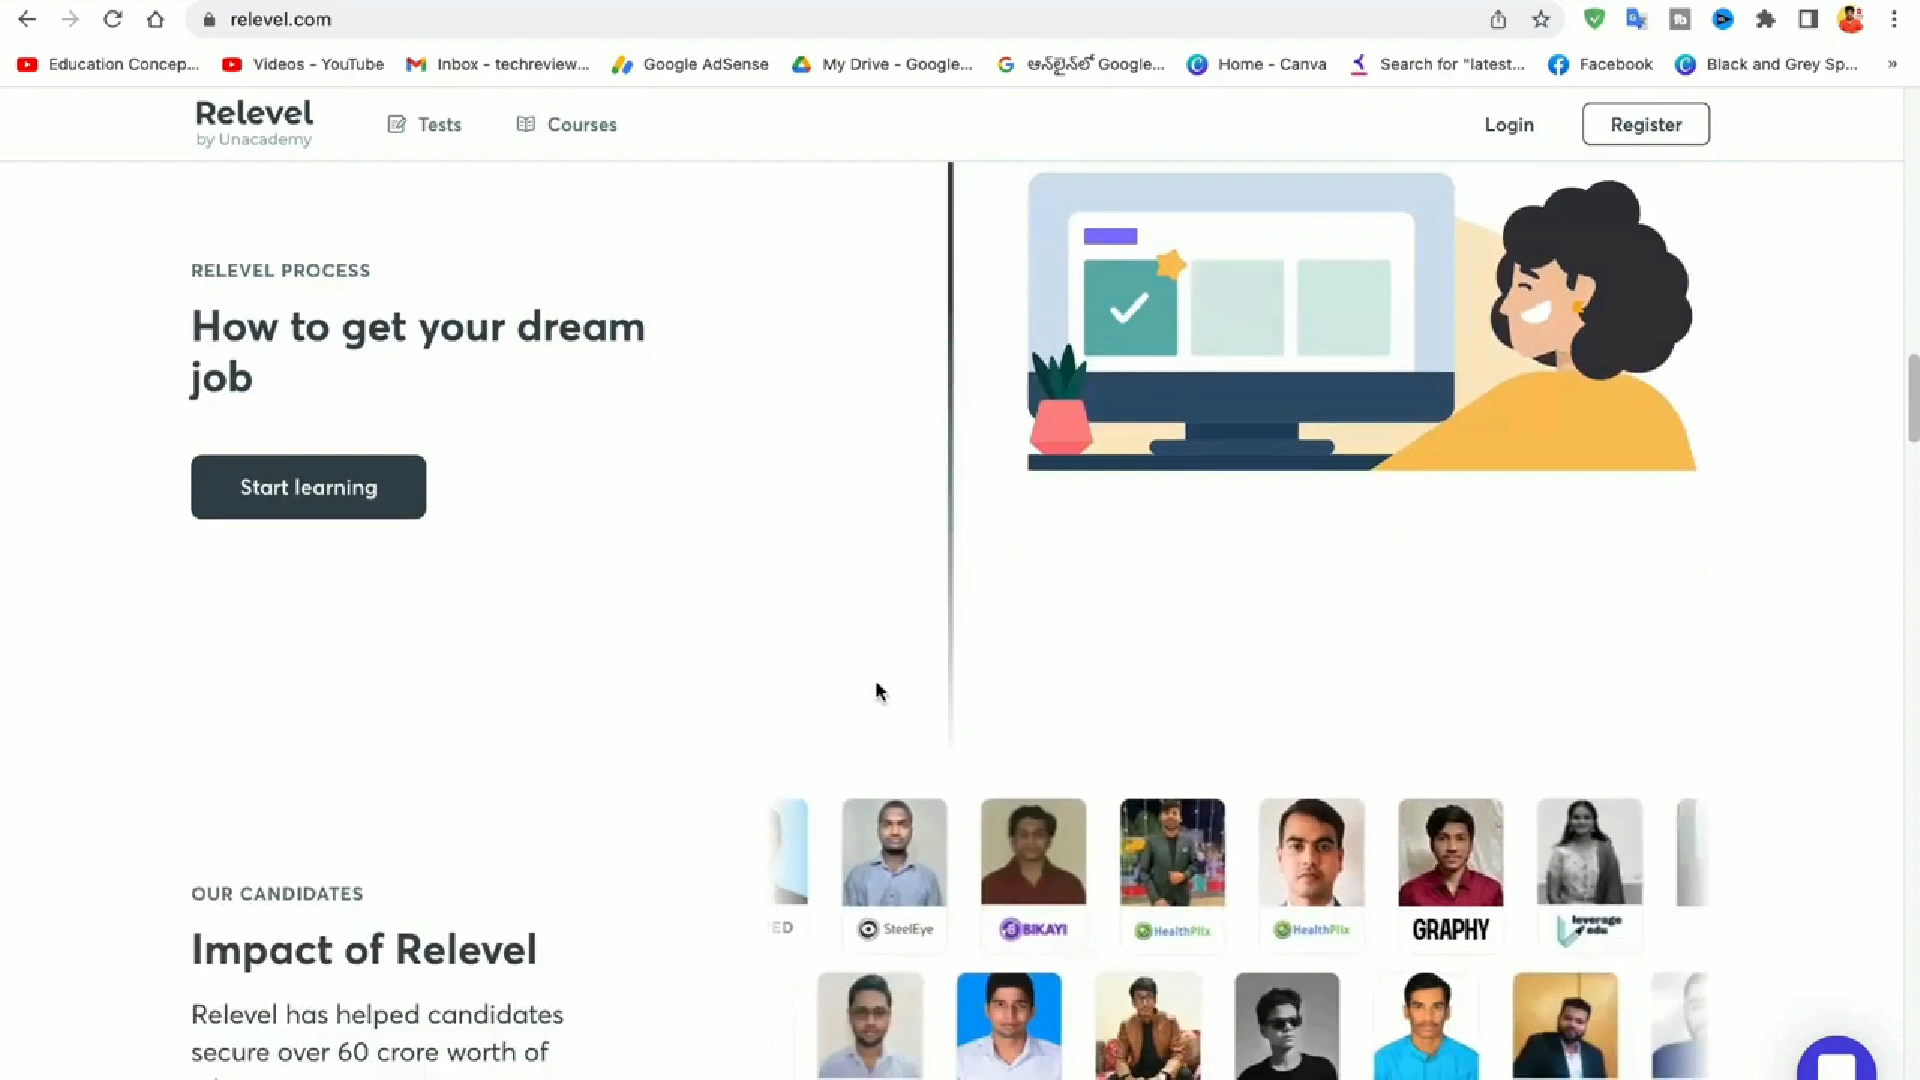 relevel.com
Education Concep...
Videos - YouTube
Inbox - techreview...
Google AdSense
My Drive - Google...
ఆన్‌లైన్‌లో Google...
Home - Canva
Search for "latest...
Facebook
Black and Grey Sp...
»
Relevel
by Unacademy
Tests
Courses
Login
Register
RELEVEL PROCESS
How to get your dream
job
Start learning
OUR CANDIDATES
Impact of Relevel
Relevel has helped candidates
secure over 60 crore worth of
ED
SteelEye
BIKAYI
HealthPlix
HealthPlix
GRAPHY
leverage
edu